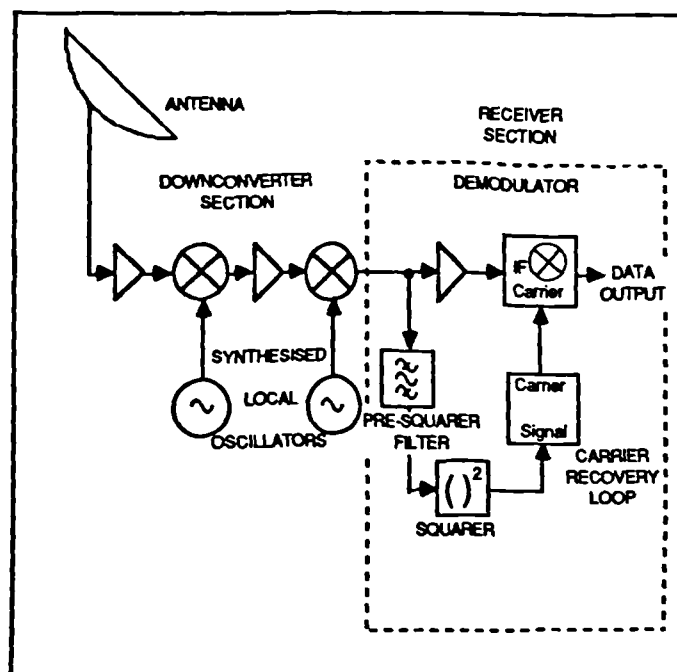 ANTENNA
RECEIVER
SECTION
DOWNCONVERTER
SECTION
DEMODULATOR
IF
Carrier
DATA
OUTPUT
SYNTHESISED
LOCAL
OSCILLATORS
PRE-SQUARER
FILTER
Carrier
Signal
( )²
SQUARER
CARRIER
RECOVERY
LOOP